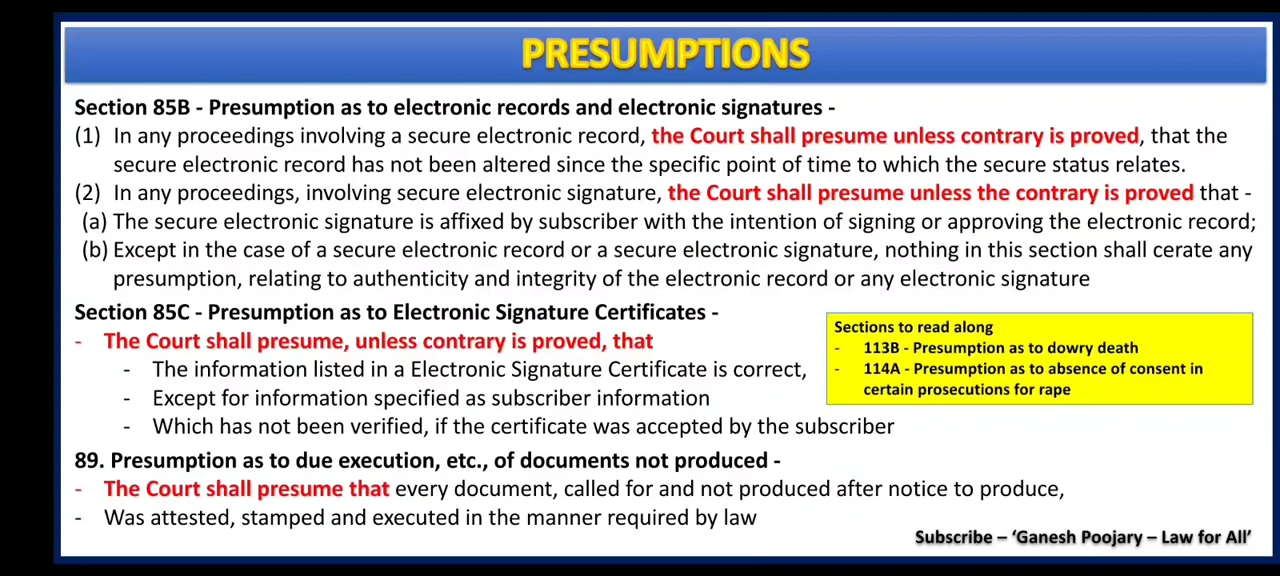 PRESUMPTIONS
Section 85B - Presumption as to electronic records and electronic signatures -
(1) In any proceedings involving a secure electronic record, the Court shall presume unless contrary is proved, that the
secure electronic record has not been altered since the specific point of time to which the secure status relates.
(2) In any proceedings, involving secure electronic signature, the Court shall presume unless the contrary is proved that -
(a) The secure electronic signature is affixed by subscriber with the intention of signing or approving the electronic record;
(b) Except in the case of a secure electronic record or a secure electronic signature, nothing in this section shall cerate any
presumption, relating to authenticity and integrity of the electronic record or any electronic signature
Section 85C - Presumption as to Electronic Signature Certificates -
- The Court shall presume, unless contrary is proved, that
- The information listed in a Electronic Signature Certificate is correct,
- Except for information specified as subscriber information
- Which has not been verified, if the certificate was accepted by the subscriber
Sections to read along
- 113B - Presumption as to dowry death
- 114A - Presumption as to absence of consent in
certain prosecutions for rape
89. Presumption as to due execution, etc., of documents not produced -
- The Court shall presume that every document, called for and not produced after notice to produce,
- Was attested, stamped and executed in the manner required by law
Subscribe – ‘Ganesh Poojary – Law for All’